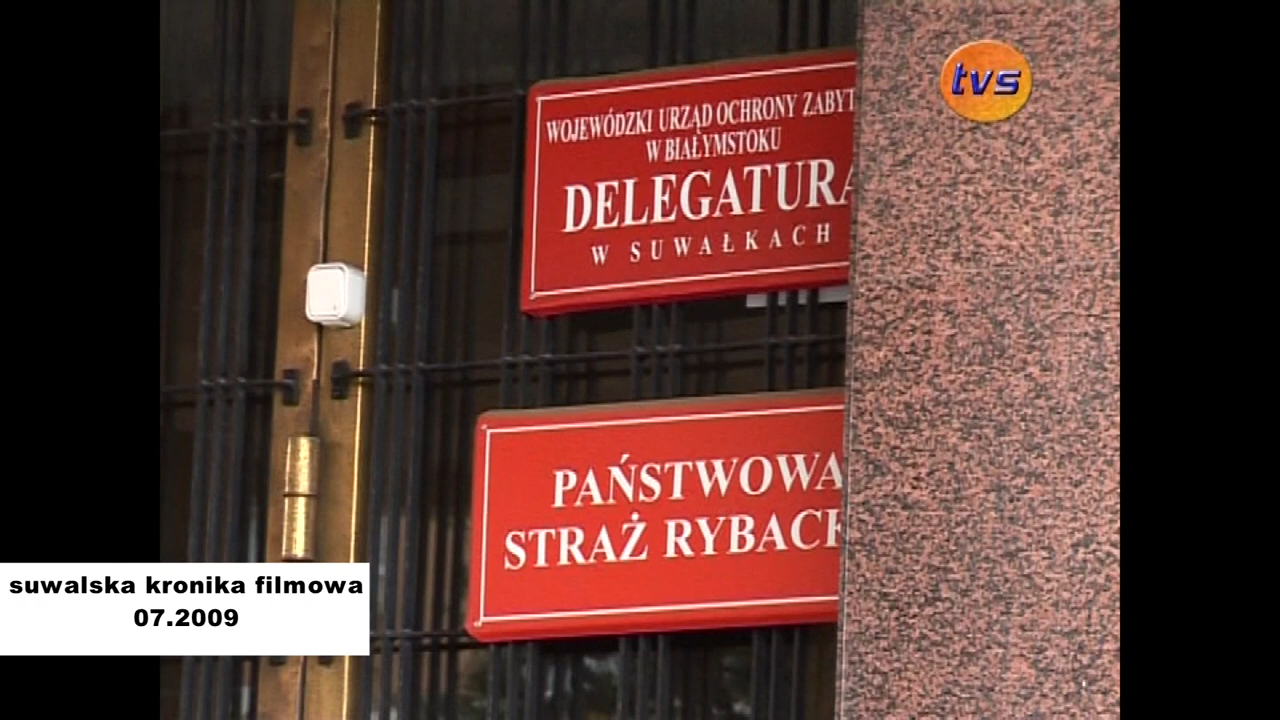 tvs
WOJEWÓDZKI URZĄD OCHRONY ZABYT
W BIAŁYMSTOKU
DELEGATURA
W SUWAŁKACH
PAŃSTWOWA
STRAŻ RYBACK
suwalska kronika filmowa
07.2009